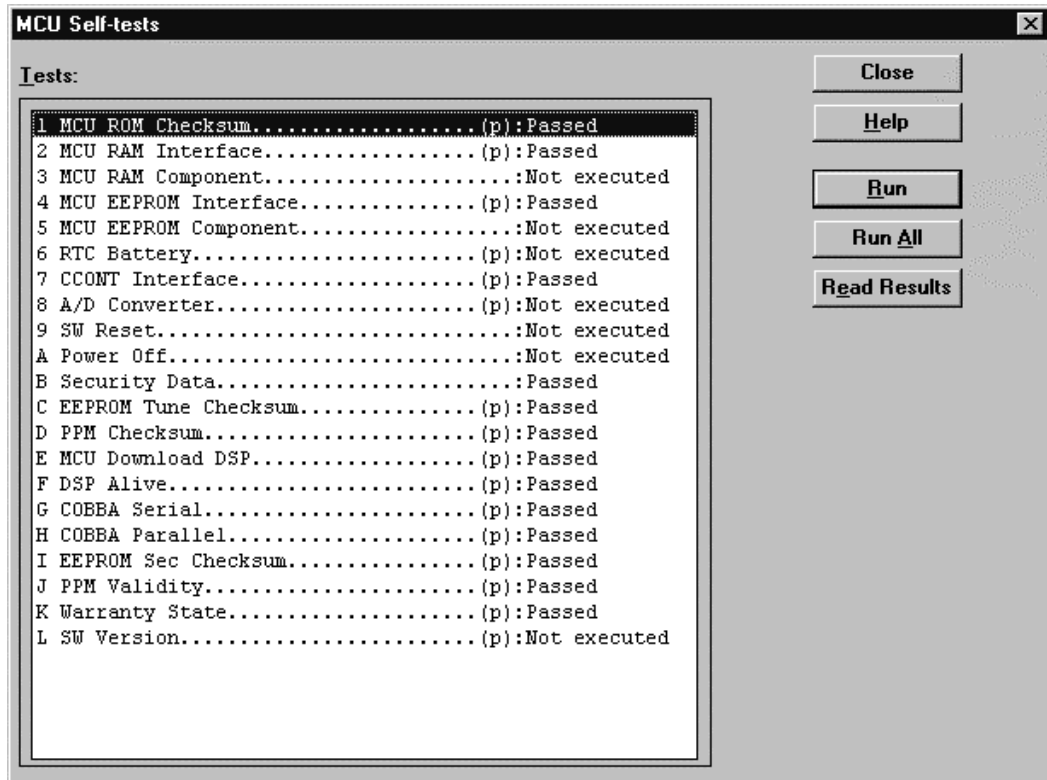 MCU Self-tests
Tests:
1 MCU ROM Checksum...................(p):Passed
2 MCU RAM Interface..................(p):Passed
3 MCU RAM Component.....................:Not executed
4 MCU EEPROM Interface...............(p):Passed
5 MCU EEPROM Component..................:Not executed
6 RTC Battery........................(p):Not executed
7 CCONT Interface....................(p):Passed
8 A/D Converter......................(p):Not executed
9 SW Reset..............................:Not executed
A Power Off.............................:Not executed
B Security Data.........................:Passed
C EEPROM Tune Checksum...............(p):Passed
D PPM Checksum.......................(p):Passed
E MCU Download DSP...................(p):Passed
F DSP Alive..........................(p):Passed
G COBBA Serial.......................(p):Passed
H COBBA Parallel.....................(p):Passed
I EEPROM Sec Checksum................(p):Passed
J PPM Validity.......................(p):Passed
K Warranty State.....................(p):Passed
L SW Version.........................(p):Not executed
Close
Help
Run
Run All
Read Results